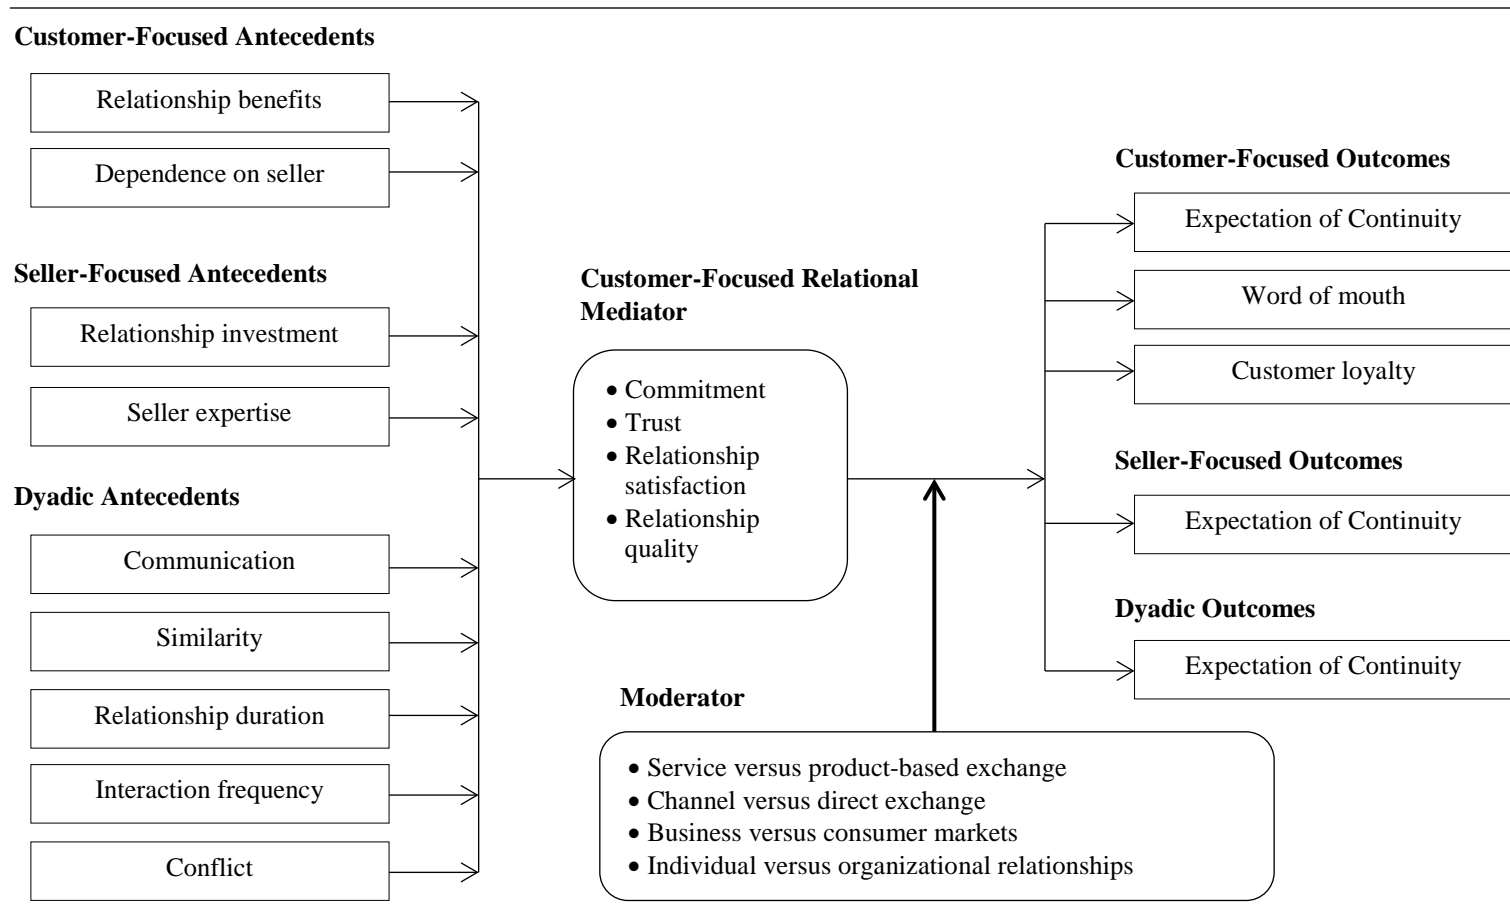 Customer-Focused Antecedents
Relationship benefits
Dependence on seller
Seller-Focused Antecedents
Relationship investment
Seller expertise
Dyadic Antecedents
Communication
Similarity
Relationship duration
Interaction frequency
Conflict
Customer-Focused Relational
Mediator
• Commitment
• Trust
• Relationship
satisfaction
• Relationship
quality
Moderator
• Service versus product-based exchange
• Channel versus direct exchange
• Business versus consumer markets
• Individual versus organizational relationships
Customer-Focused Outcomes
Expectation of Continuity
Word of mouth
Customer loyalty
Seller-Focused Outcomes
Expectation of Continuity
Dyadic Outcomes
Expectation of Continuity